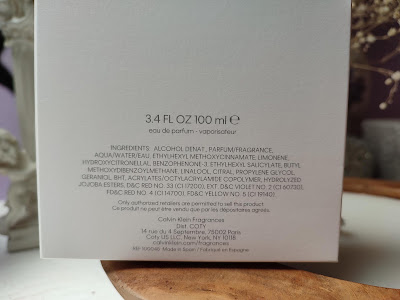 3.4 FL OZ 100 ml ℮
eau de parfum - vaporisateur
INGREDIENTS: ALCOHOL DENAT., PARFUM/FRAGRANCE,
AQUA/WATER/EAU, ETHYLHEXYL METHOXYCINNAMATE, LIMONENE,
HYDROXYCITRONELLAL, BENZOPHENONE-3, ETHYLHEXYL SALICYLATE, BUTYL
METHOXYDIBENZOYLMETHANE, LINALOOL, CITRAL, PROPYLENE GLYCOL,
GERANIOL, BHT, ACRYLATES/OCTYLACRYLAMIDE COPOLYMER, HYDROLYZED
JOJOBA ESTERS, D&C RED NO. 33 (CI 17200), EXT. D&C VIOLET NO. 2 (CI 60730),
FD&C RED NO. 4 (CI 14700), FD&C YELLOW NO. 5 (CI 19140).
Only authorized retailers are permitted to sell this product.
Ce produit ne peut être vendu que par les dépositaires agréés.
Calvin Klein Fragrances
Distr. COTY
14 rue du 4 Septembre, 75002 Paris
Coty US LLC, New York, NY 10118
calvinklein.com/fragrances
Made in Spain / Fabriqué en Espagne